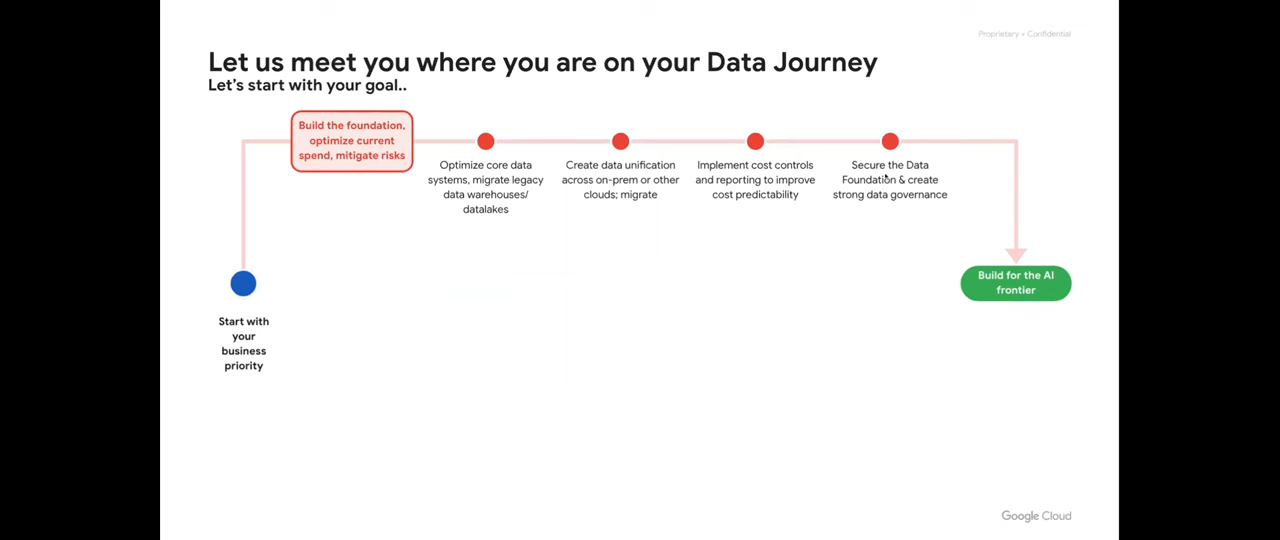 Proprietary + Confidential
Let us meet you where you are on your Data Journey
Let's start with your goal..
Build the foundation,
optimize current
spend, mitigate risks
Optimize core data
systems, migrate legacy
data warehouses/
datalakes
Create data unification
across on-prem or other
clouds; migrate
Implement cost controls
and reporting to improve
cost predictability
Secure the Data
Foundation & create
strong data governance
Build for the AI
frontier
Start with
your
business
priority
Google Cloud